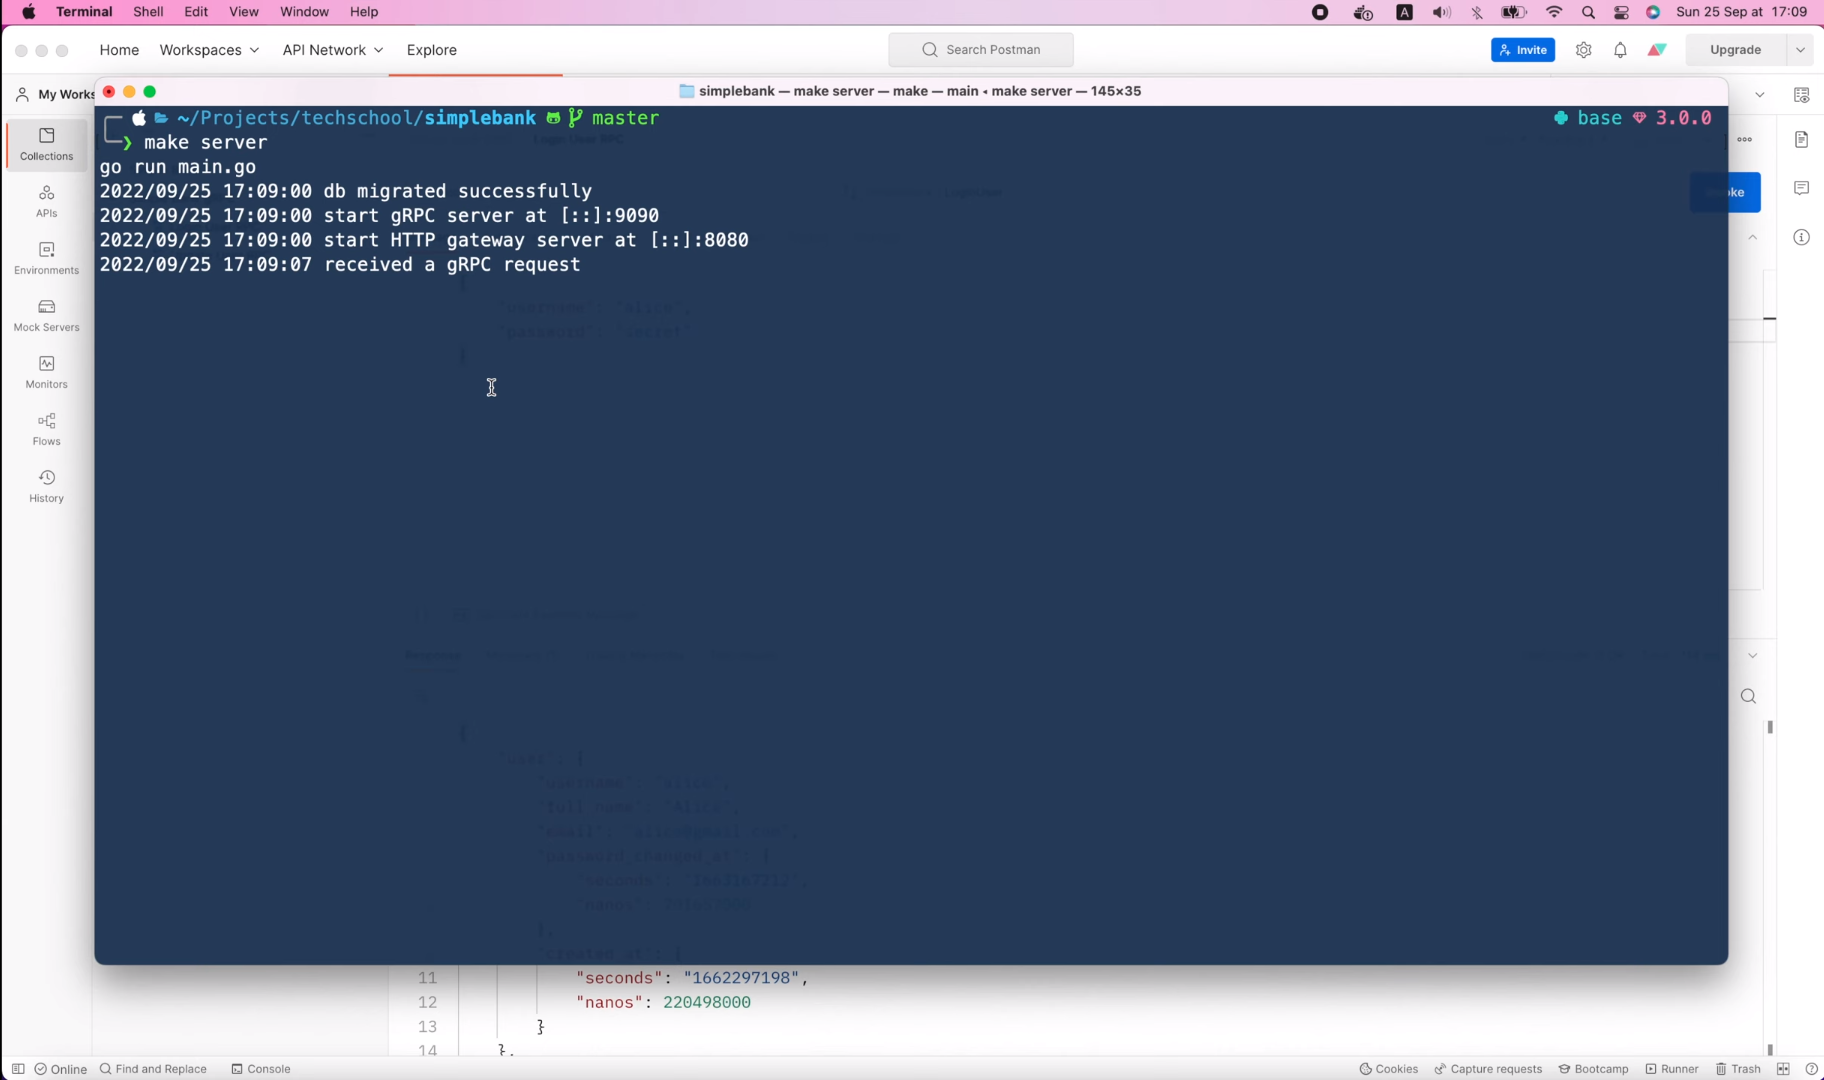 Terminal Shell Edit View Window Help A Sun 25 Sep at 17:09
Home Workspaces API Network Explore Search Postman Invite Upgrade
My Works
simplebank — make server — make — main ◂ make server — 145×35
~/Projects/techschool/simplebank master base 3.0.0
❯ make server
go run main.go
2022/09/25 17:09:00 db migrated successfully
2022/09/25 17:09:00 start gRPC server at [::]:9090
2022/09/25 17:09:00 start HTTP gateway server at [::]:8080
2022/09/25 17:09:07 received a gRPC request
Collections
APIs
Environments
Mock Servers
Monitors
Flows
History
"username": "alice",
"password": "secret"
"full_name": "Alice",
11 "seconds": "1662297198",
12 "nanos": 220498000
13 }
14 },
Online Find and Replace Console Cookies Capture requests Bootcamp Runner Trash